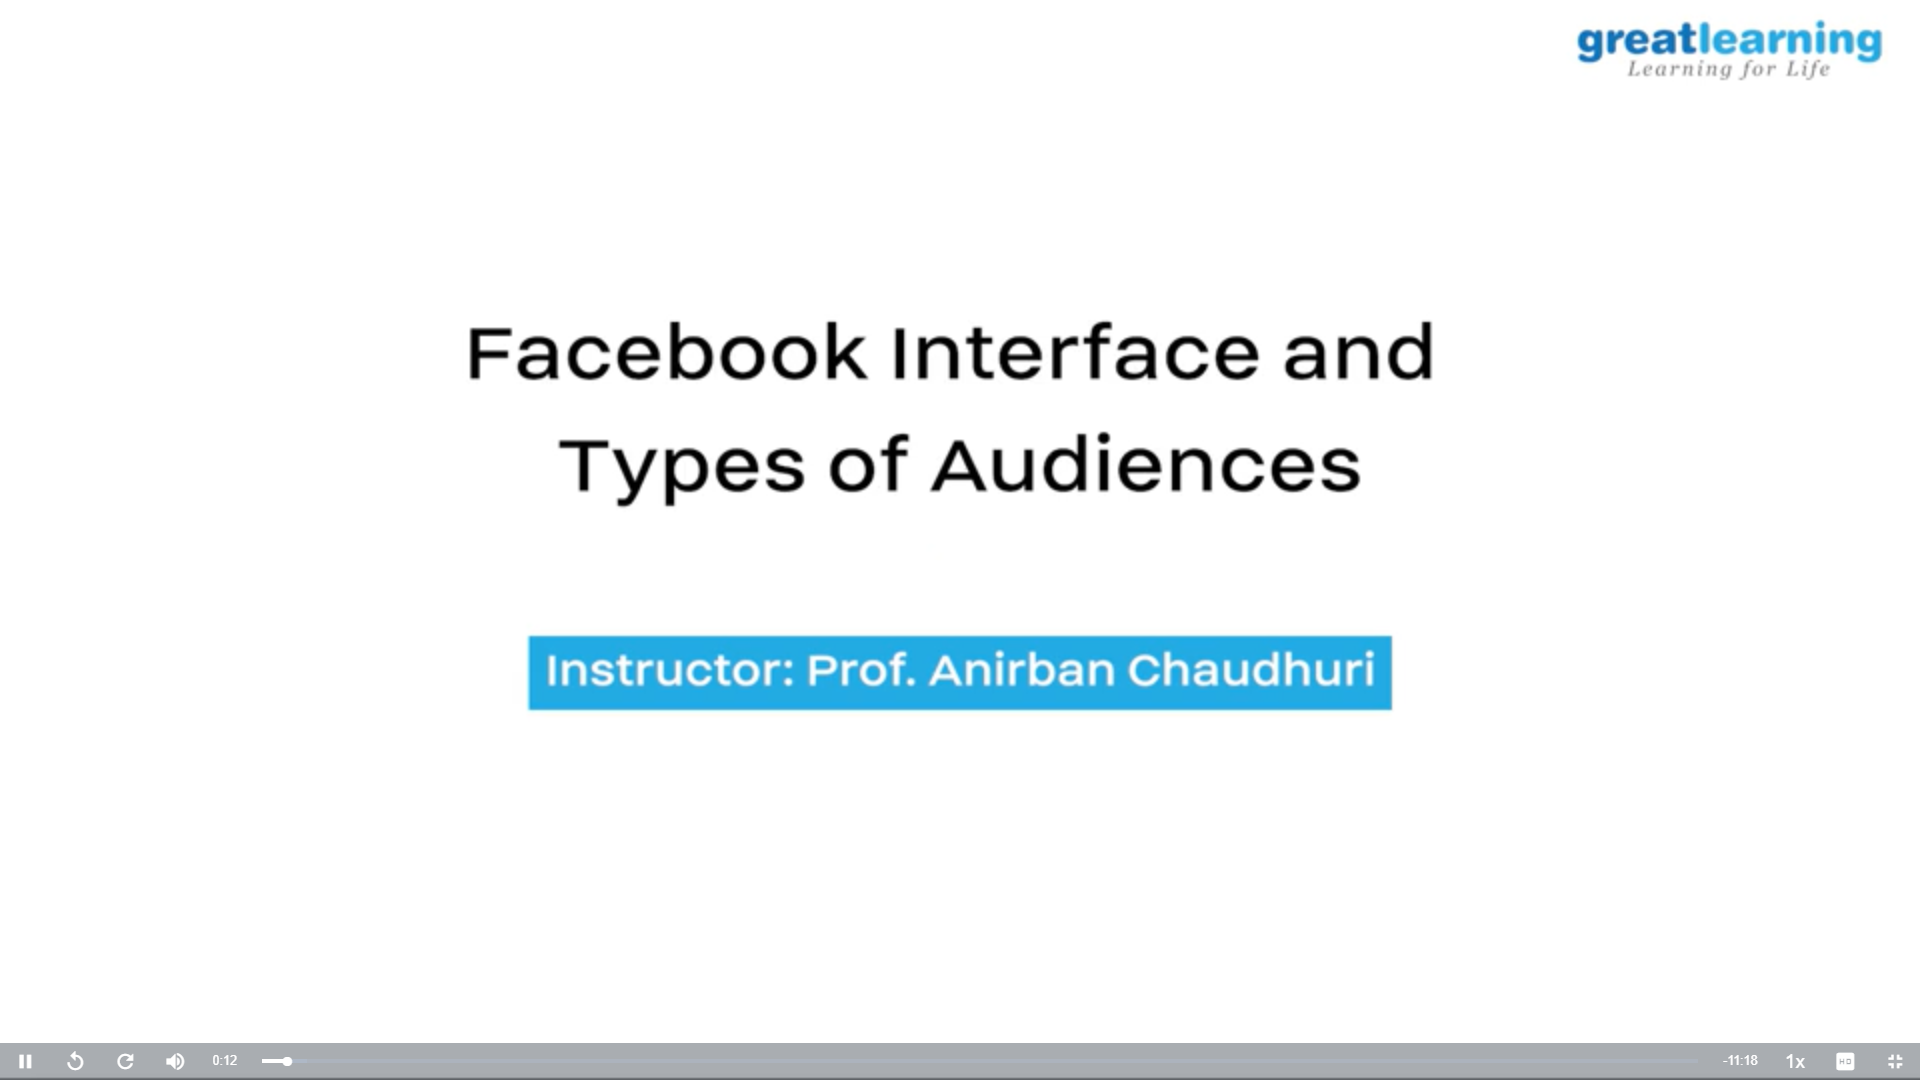 greatlearning
Learning for Life
Facebook Interface and
Types of Audiences
Instructor: Prof. Anirban Chaudhuri
0:12
-11:18
1x
HD